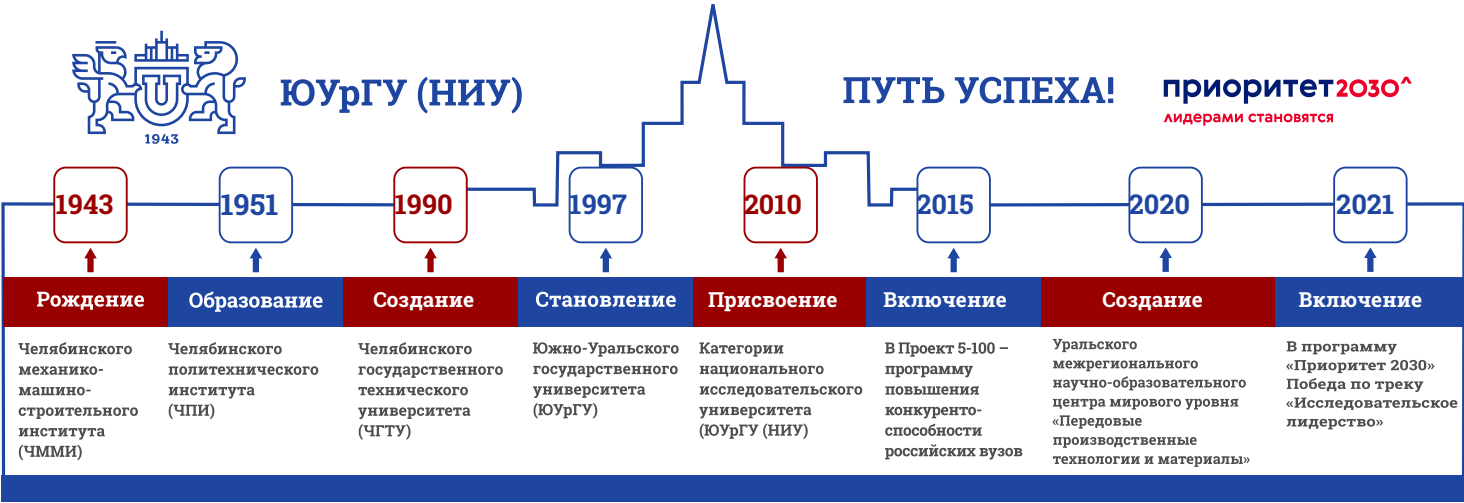 1943
ЮУрГУ (НИУ)
ПУТЬ УСПЕХА!
приоритет2030^
лидерами становятся
1943
1951
1990
1997
2010
2015
2020
2021
Рождение
Образование
Создание
Становление
Присвоение
Включение
Создание
Включение
Челябинского
механико-
машино-
строительного
института
(ЧММИ)
Челябинского
политехнического
института
(ЧПИ)
Челябинского
государственного
технического
университета
(ЧГТУ)
Южно-Уральского
государственного
университета
(ЮУрГУ)
Категории
национального
исследовательского
университета
(ЮУрГУ (НИУ)
В Проект 5-100 –
программу
повышения
конкуренто-
способности
российских вузов
Уральского
межрегионального
научно-образовательного
центра мирового уровня
«Передовые
производственные
технологии и материалы»
В программу
«Приоритет 2030»
Победа по треку
«Исследовательское
лидерство»